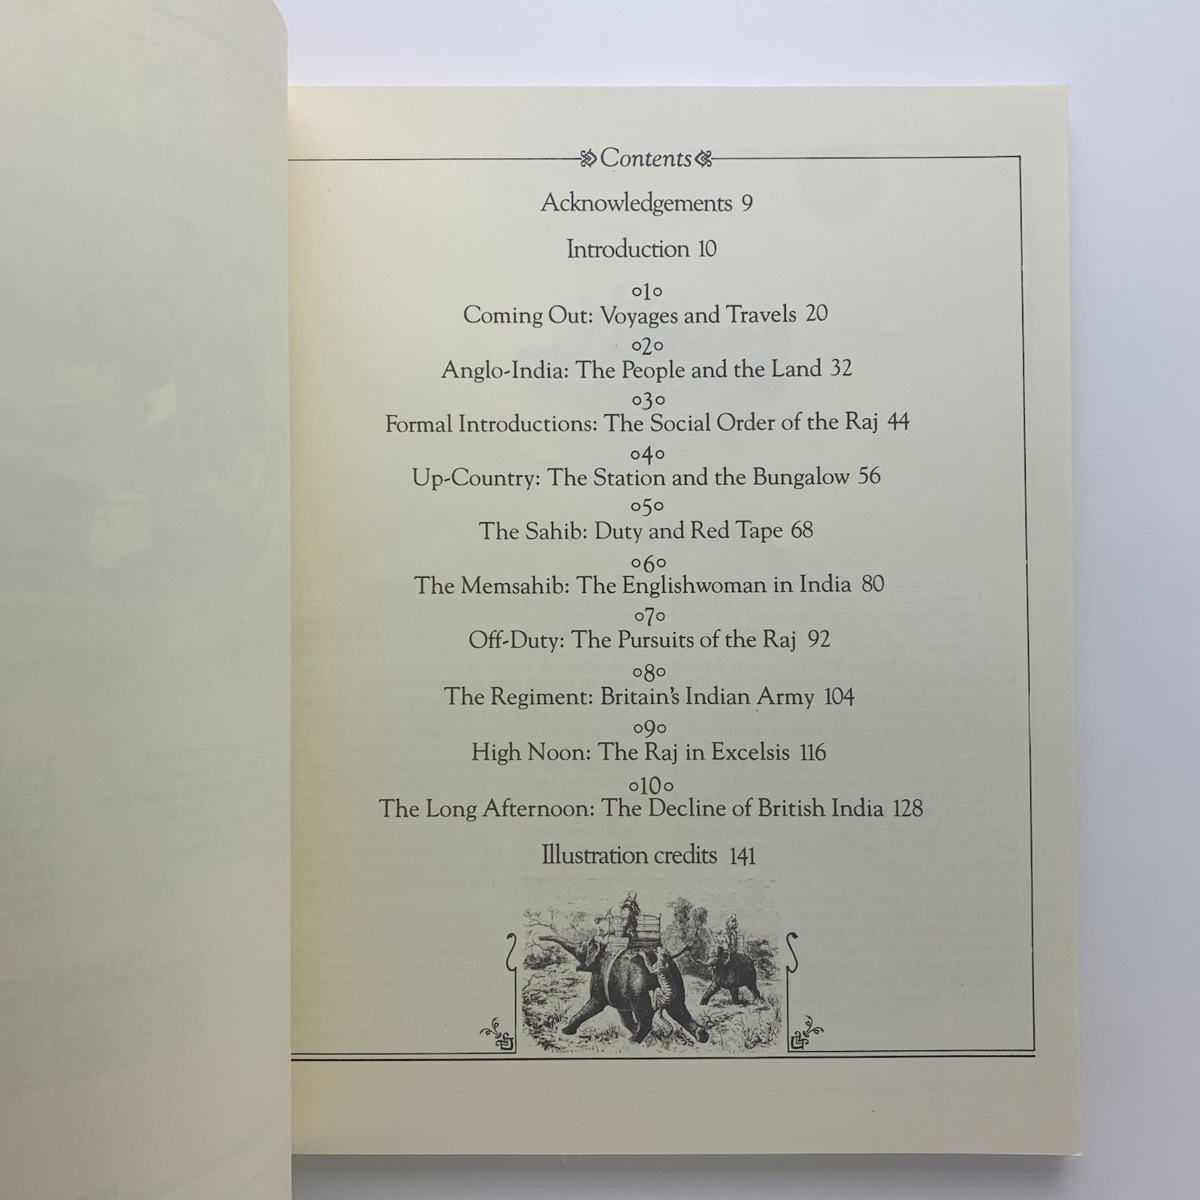 Contents
Acknowledgements 9
Introduction 10
1
Coming Out: Voyages and Travels 20
2
Anglo-India: The People and the Land 32
3
Formal Introductions: The Social Order of the Raj 44
4
Up-Country: The Station and the Bungalow 56
5
The Sahib: Duty and Red Tape 68
6
The Memsahib: The Englishwoman in India 80
7
Off-Duty: The Pursuits of the Raj 92
8
The Regiment: Britain's Indian Army 104
9
High Noon: The Raj in Excelsis 116
10
The Long Afternoon: The Decline of British India 128
Illustration credits 141